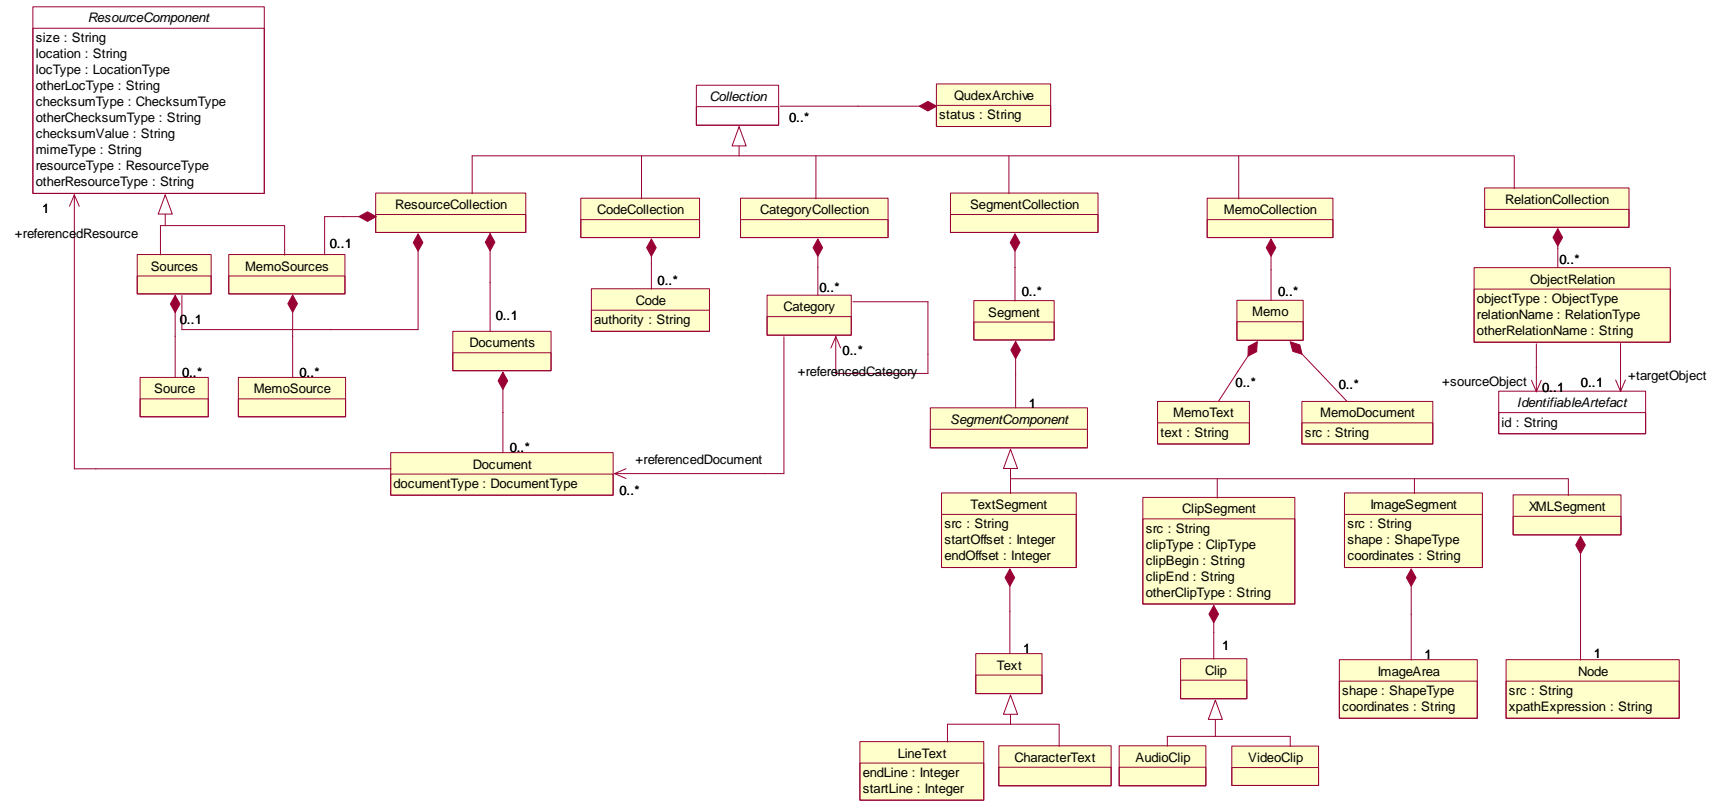 ResourceComponent
size : String
location : String
locType : LocationType
otherLocType : String
checksumType : ChecksumType
otherChecksumType : String
checksumValue : String
mimeType : String
resourceType : ResourceType
otherResourceType : String
1
+referencedResource
Collection
0..*
QudexArchive
status : String
ResourceCollection
CodeCollection
CategoryCollection
SegmentCollection
MemoCollection
RelationCollection
0..1
Sources
MemoSources
0..1
0..*
Source
0..*
MemoSource
0..1
Documents
0..*
Code
authority : String
0..*
Category
0..*
+referencedCategory
0..*
Segment
0..*
Memo
0..*
ObjectRelation
objectType : ObjectType
relationName : RelationType
otherRelationName : String
+sourceObject
0..1
0..1
+targetObject
IdentifiableArtefact
id : String
0..*
0..*
MemoText
text : String
MemoDocument
src : String
1
SegmentComponent
0..*
Document
documentType : DocumentType
+referencedDocument
0..*
TextSegment
src : String
startOffset : Integer
endOffset : Integer
ClipSegment
src : String
clipType : ClipType
clipBegin : String
clipEnd : String
otherClipType : String
ImageSegment
src : String
shape : ShapeType
coordinates : String
XMLSegment
1
Text
1
Clip
1
ImageArea
shape : ShapeType
coordinates : String
1
Node
src : String
xpathExpression : String
LineText
endLine : Integer
startLine : Integer
CharacterText
AudioClip
VideoClip